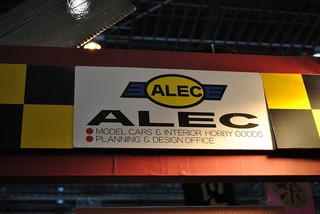 ALEC
ALEC
MODEL CARS & INTERIOR HOBBY GOODS
PLANNING & DESIGN OFFICE